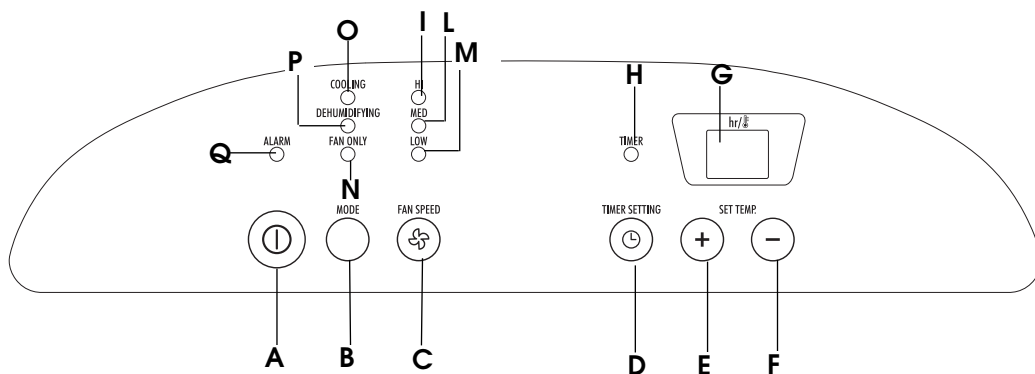 O I L
P M
H G
COOLING HI
hr/
DEHUMIDIFYING MED
ALARM FAN ONLY LOW TIMER
Q
N
MODE FAN SPEED TIMER SETTING SET TEMP.
+ −
A B C D E F